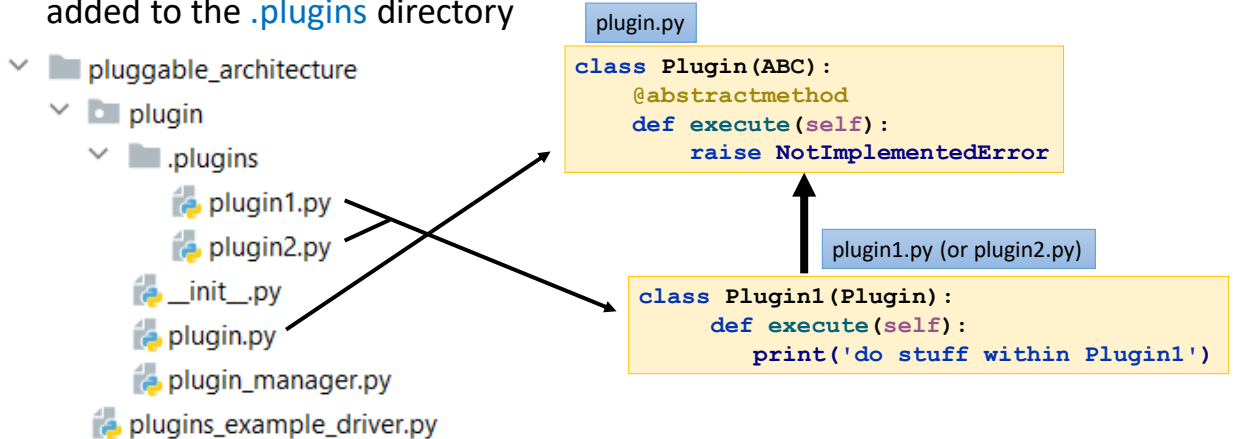 added to the .plugins directory
pluggable_architecture
plugin
.plugins
plugin1.py
plugin2.py
__init__.py
plugin.py
plugin_manager.py
plugins_example_driver.py
plugin.py
class Plugin(ABC):
@abstractmethod
def execute(self):
raise NotImplementedError
plugin1.py (or plugin2.py)
class Plugin1(Plugin):
def execute(self):
print('do stuff within Plugin1')